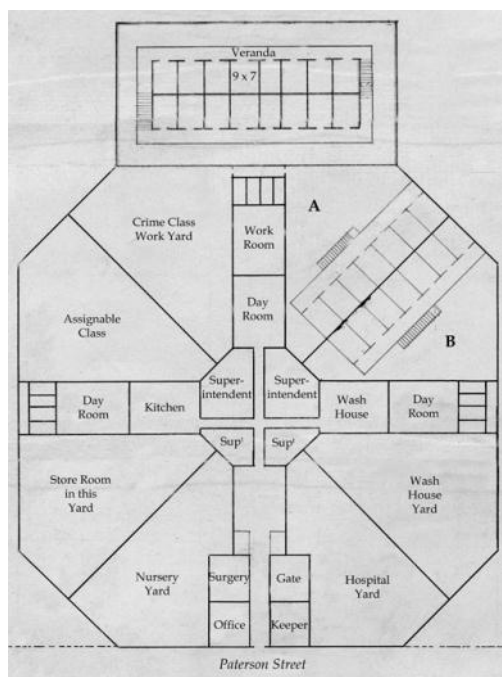 Veranda
9 x 7
A
Crime Class
Work Yard
Work
Room
Day
Room
Assignable
Class
B
Super-
intendent
Super-
intendent
Day
Room
Kitchen
Wash
House
Day
Room
Supᵗ
Supᵗ
Store Room
in this
Yard
Wash
House
Yard
Nursery
Yard
Surgery
Gate
Hospital
Yard
Office
Keeper
Paterson Street